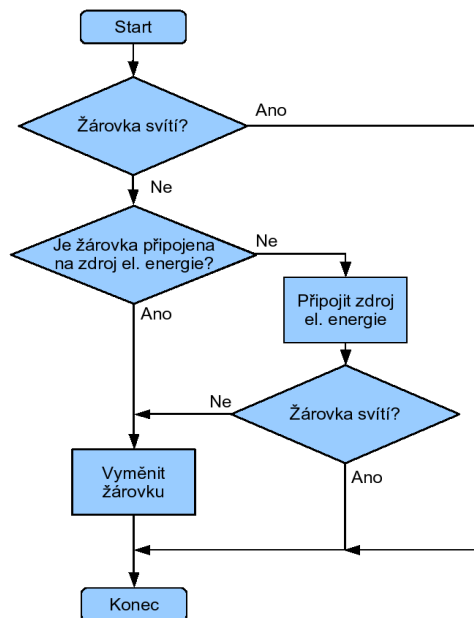 Start
Žárovka svítí?
Ano
Ne
Je žárovka připojena
na zdroj el. energie?
Ne
Ano
Připojit zdroj
el. energie
Žárovka svítí?
Ne
Ano
Vyměnit
žárovku
Konec